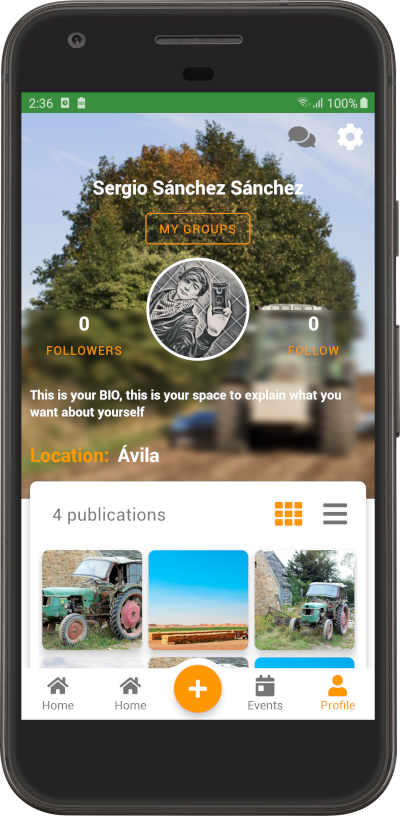 2:36
100%
Sergio Sánchez Sánchez
MY GROUPS
0
0
FOLLOWERS
FOLLOW
This is your BIO, this is your space to explain what you
want about yourself
Location: Ávila
4 publications
Home
Home
Events
Profile